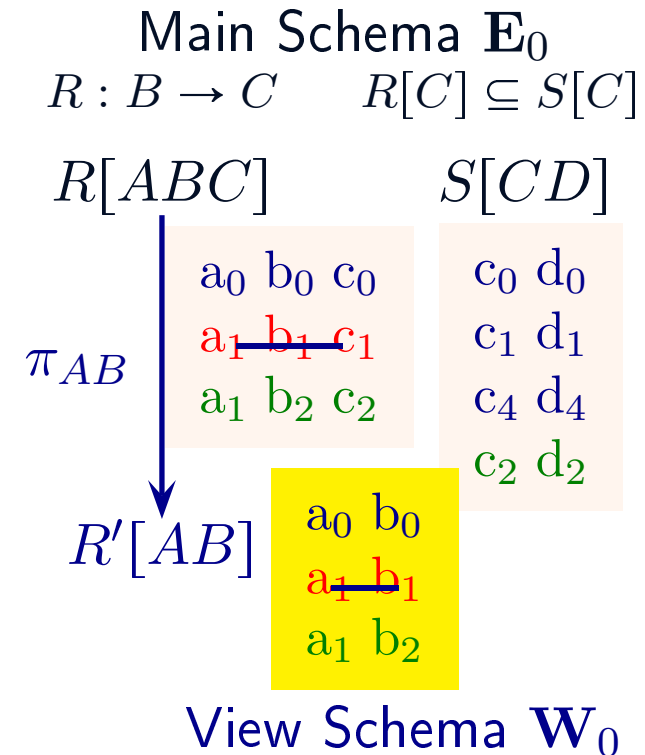 Main Schema E₀
R : B → C R[C] ⊆ S[C]
R[ABC] S[CD]
a₀ b₀ c₀ c₀ d₀
a₁ b₁ c₁ c₁ d₁
π_AB c₄ d₄
a₁ b₂ c₂
c₂ d₂
a₀ b₀
R′[AB]
a₁ b₁
a₁ b₂
View Schema W₀